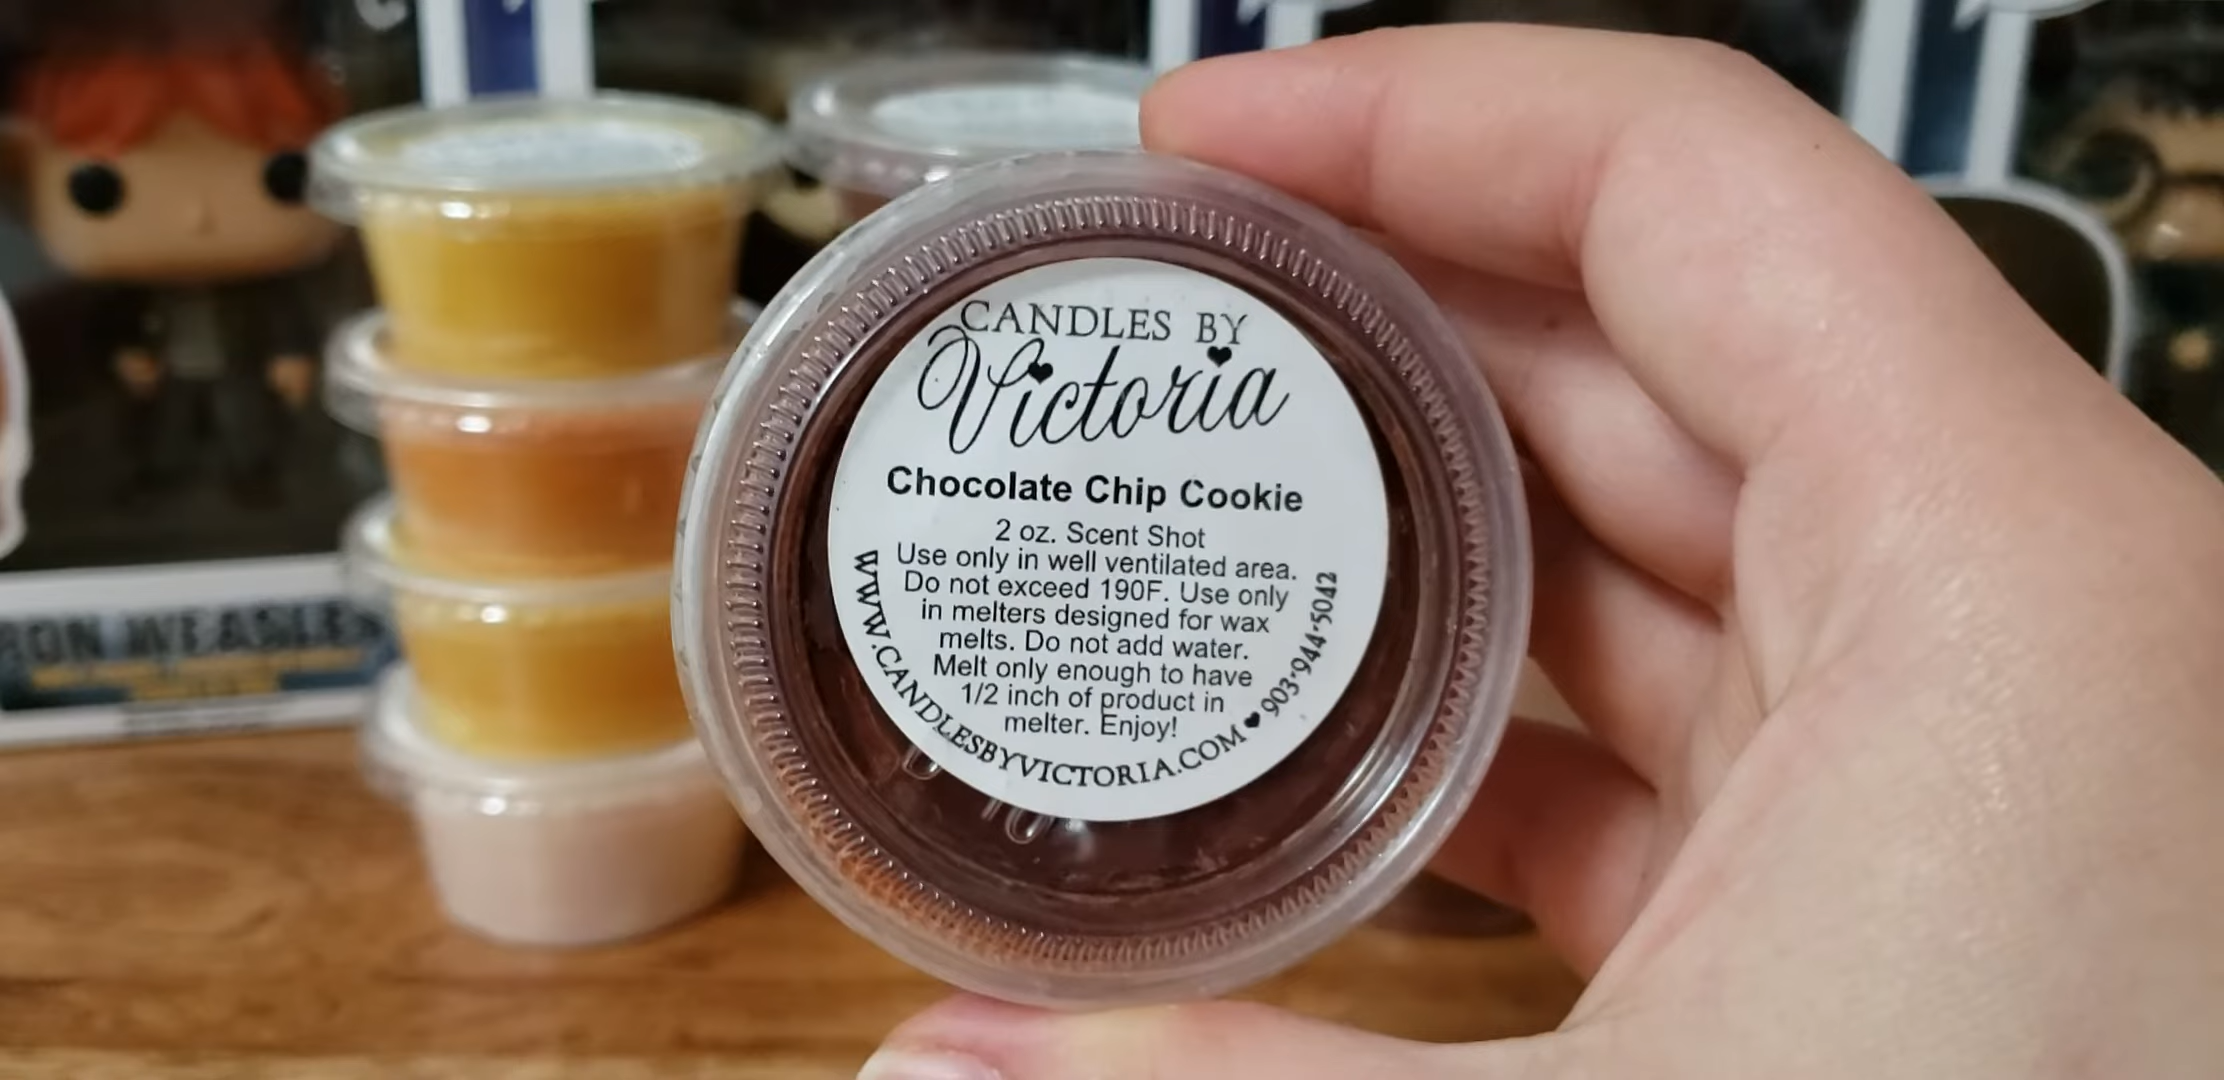 CANDLES BY
Victoria
Chocolate Chip Cookie
2 oz. Scent Shot
Use only in well ventilated area.
Do not exceed 190F. Use only
in melters designed for wax
melts. Do not add water.
Melt only enough to have
1/2 inch of product in
melter. Enjoy!
WWW.CANDLESBYVICTORIA.COM ♥ 903·944·5042
RON WEASLEY